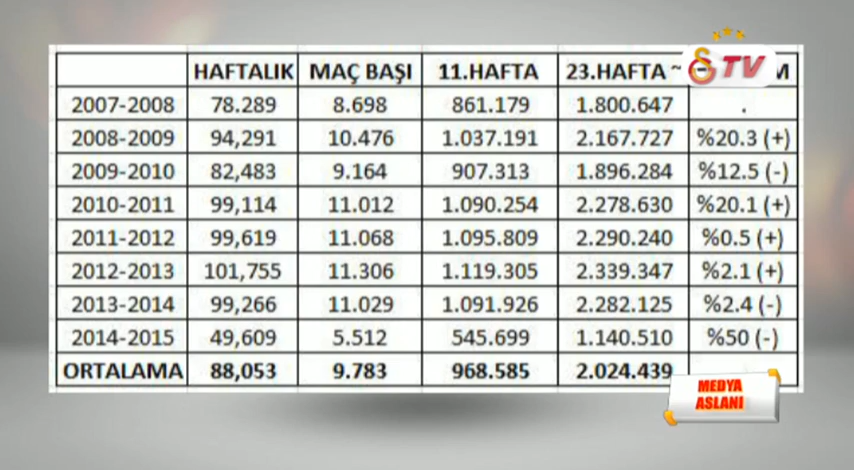 HAFTALIK MAÇ BAŞI 11.HAFTA 23.HAFTA ~
GS TV
2007-2008 78.289 8.698 861.179 1.800.647 .
2008-2009 94,291 10.476 1.037.191 2.167.727 %20.3 (+)
2009-2010 82,483 9.164 907.313 1.896.284 %12.5 (-)
2010-2011 99,114 11.012 1.090.254 2.278.630 %20.1 (+)
2011-2012 99,619 11.068 1.095.809 2.290.240 %0.5 (+)
2012-2013 101,755 11.306 1.119.305 2.339.347 %2.1 (+)
2013-2014 99,266 11.029 1.091.926 2.282.125 %2.4 (-)
2014-2015 49,609 5.512 545.699 1.140.510 %50 (-)
ORTALAMA 88,053 9.783 968.585 2.024.439
MEDYA
ASLANI